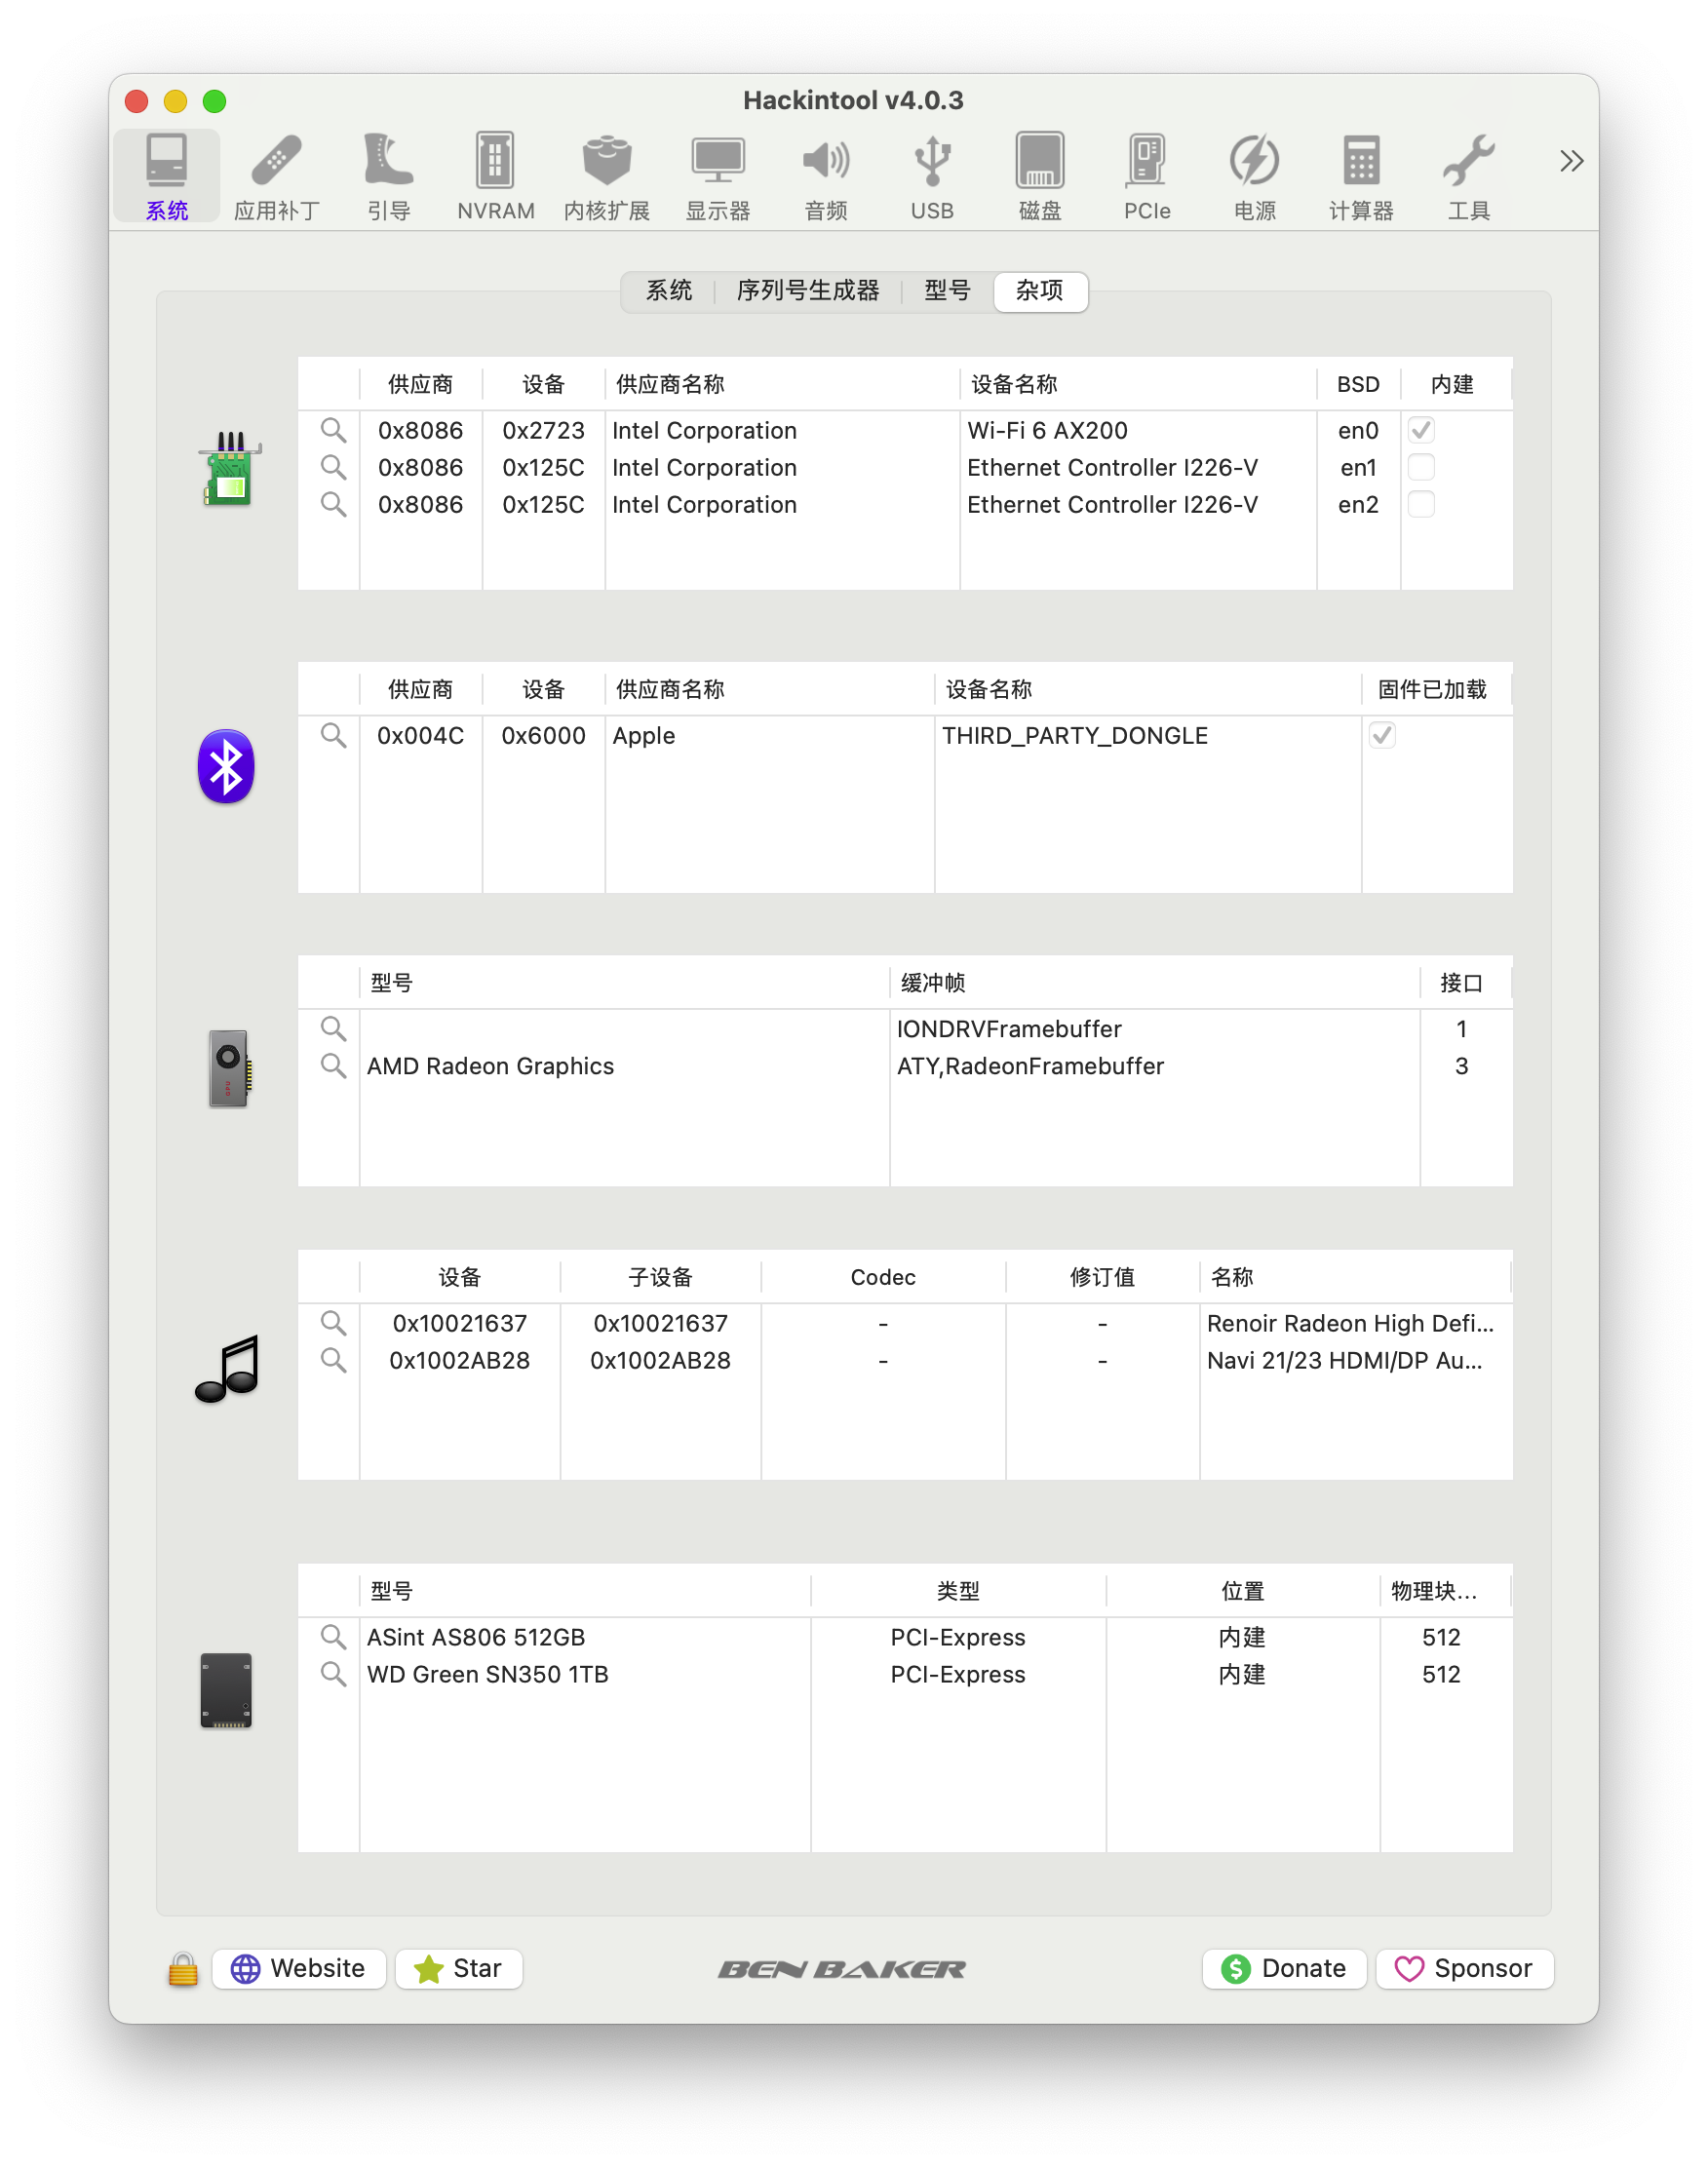 Hackintool v4.0.3
系统 应用补丁 引导 NVRAM 内核扩展 显示器 音频 USB 磁盘 PCIe 电源 计算器 工具
系统 序列号生成器 型号 杂项
供应商 设备 供应商名称 设备名称 BSD 内建
0x8086 0x2723 Intel Corporation Wi-Fi 6 AX200 en0
0x8086 0x125C Intel Corporation Ethernet Controller I226-V en1
0x8086 0x125C Intel Corporation Ethernet Controller I226-V en2
供应商 设备 供应商名称 设备名称 固件已加载
0x004C 0x6000 Apple THIRD_PARTY_DONGLE
型号 缓冲帧 接口
IONDRVFramebuffer 1
AMD Radeon Graphics ATY,RadeonFramebuffer 3
设备 子设备 Codec 修订值 名称
0x10021637 0x10021637 - - Renoir Radeon High Defi...
0x1002AB28 0x1002AB28 - - Navi 21/23 HDMI/DP Au...
型号 类型 位置 物理块...
ASint AS806 512GB PCI-Express 内建 512
WD Green SN350 1TB PCI-Express 内建 512
Website Star BEN BAKER Donate Sponsor